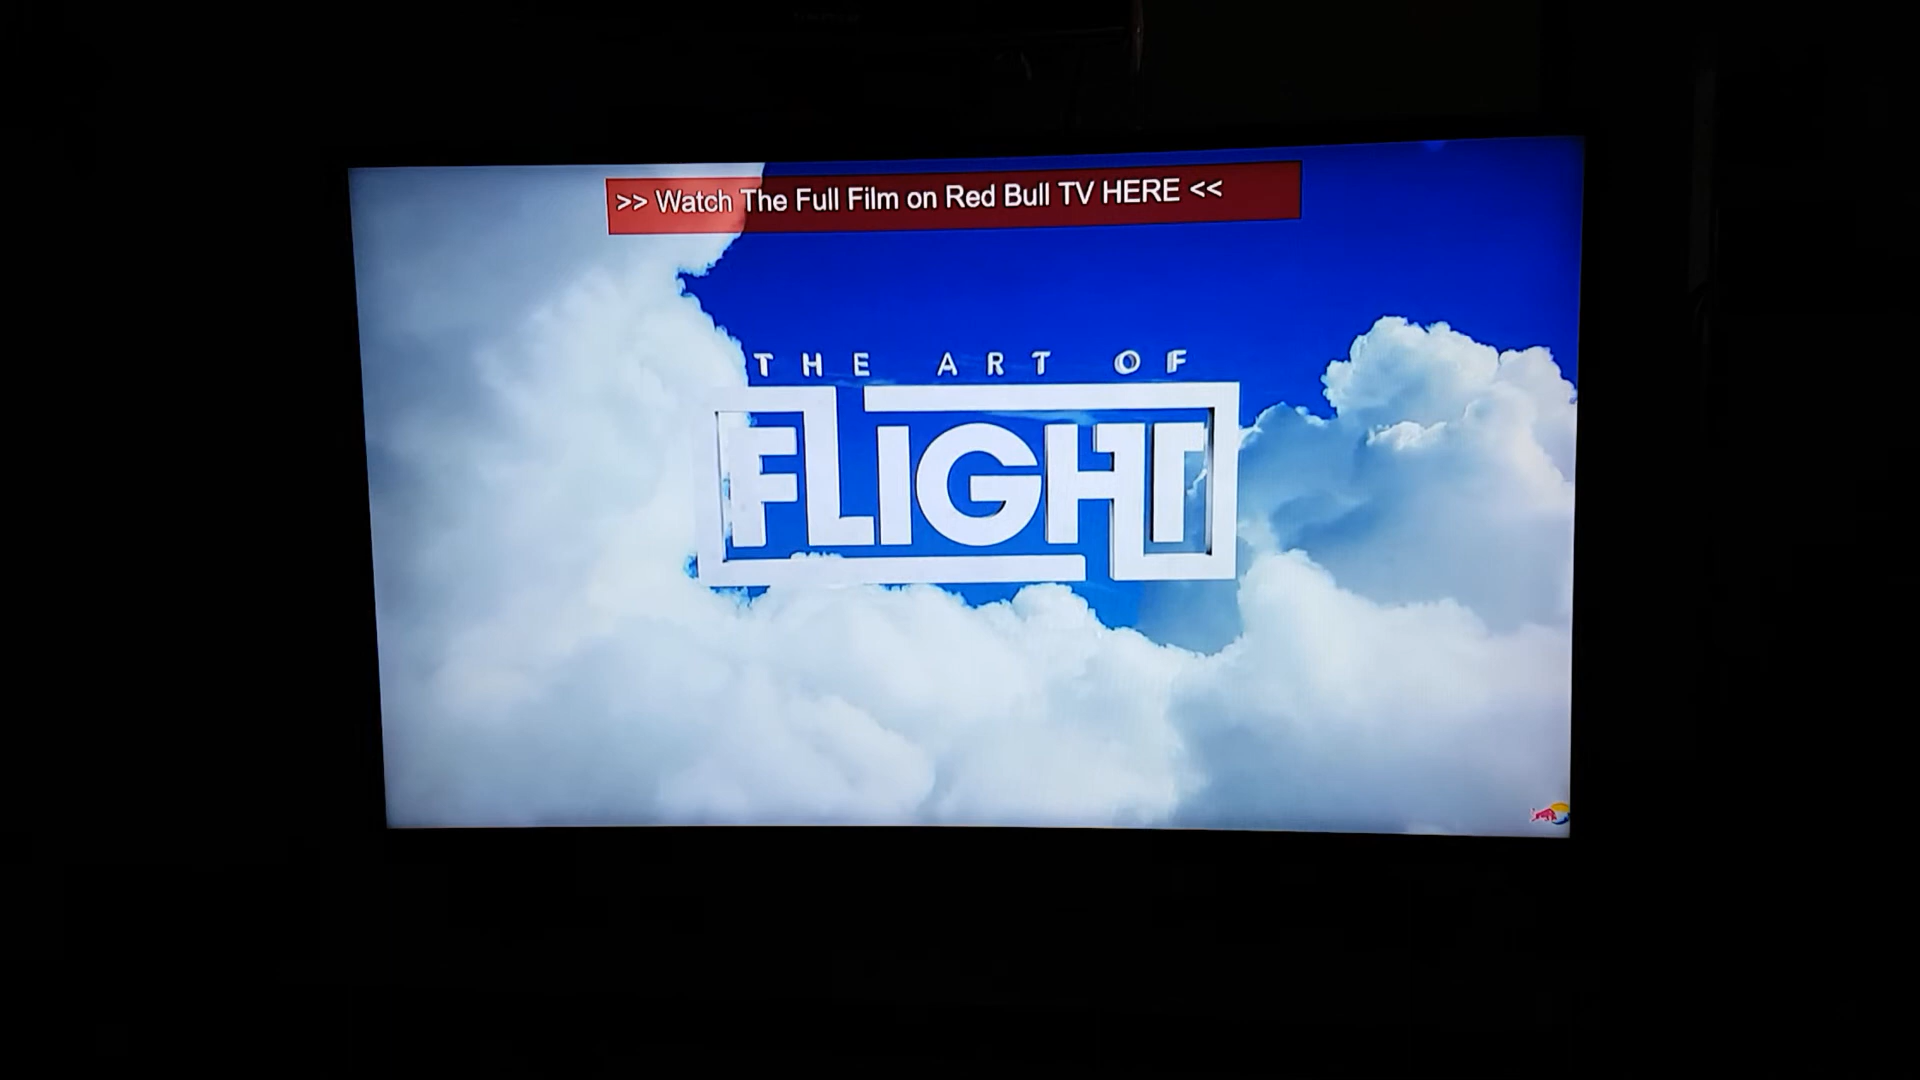 >> Watch The Full Film on Red Bull TV HERE <<
THE ART OF
FLIGHT